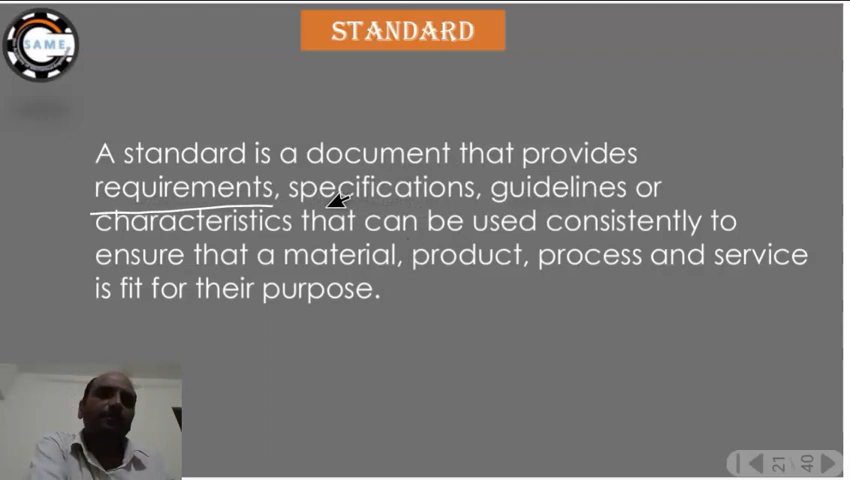 STANDARD
SAME
A standard is a document that provides
requirements, specifications, guidelines or
characteristics that can be used consistently to
ensure that a material, product, process and service
is fit for their purpose.
21
40